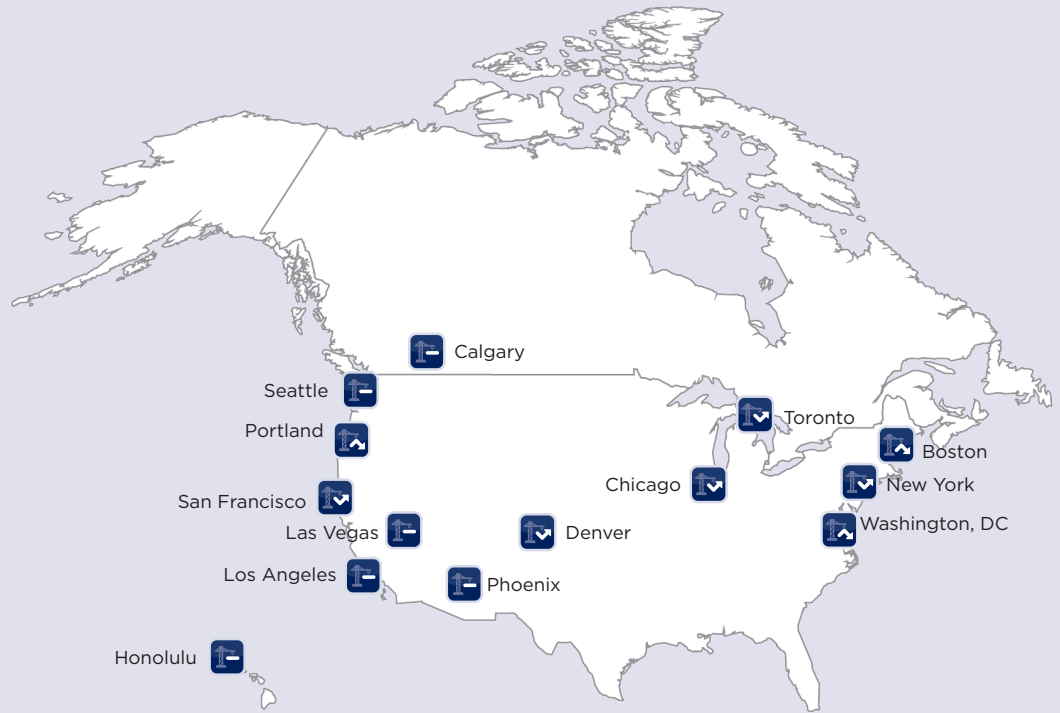 Calgary
Seattle
Toronto
Portland
Boston
Chicago
New York
San Francisco
Washington, DC
Las Vegas
Denver
Los Angeles
Phoenix
Honolulu